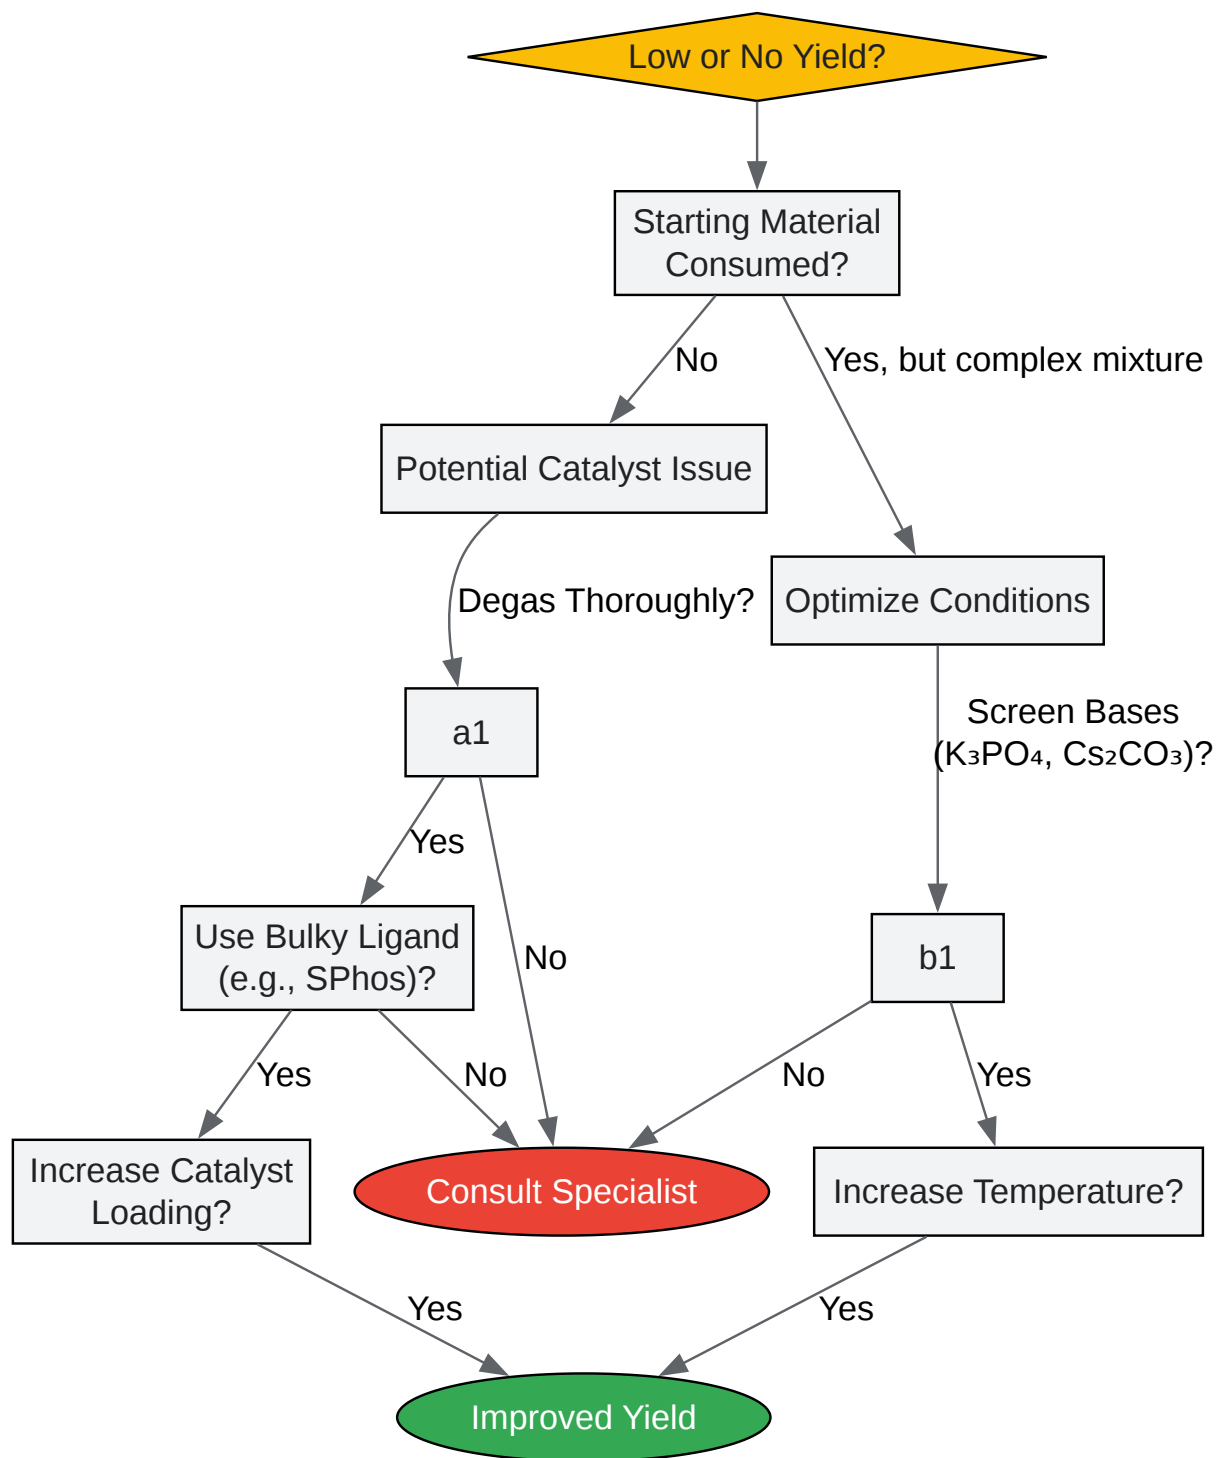 Low or No Yield?
Starting Material
Consumed?
No
Yes, but complex mixture
Potential Catalyst Issue
Degas Thoroughly?
Optimize Conditions
Screen Bases
(K₃PO₄, Cs₂CO₃)?
a1
Yes
No
Use Bulky Ligand
(e.g., SPhos)?
b1
Yes
No
No
Yes
Increase Catalyst
Loading?
Consult Specialist
Increase Temperature?
Yes
Yes
Improved Yield